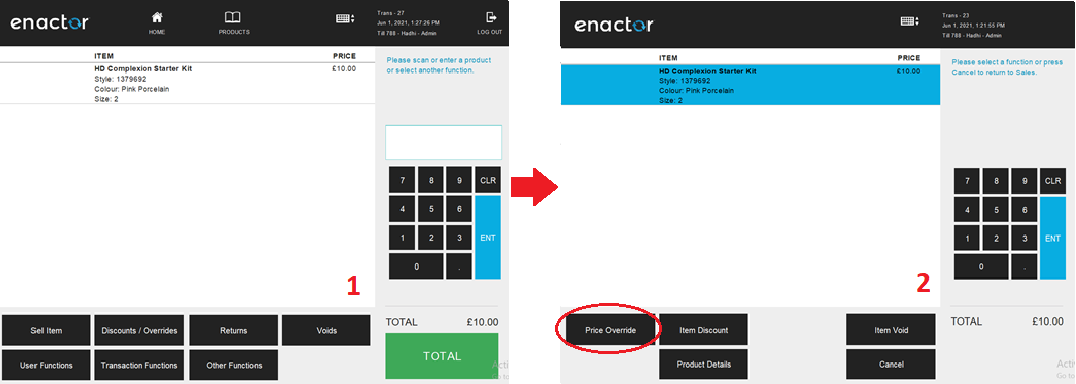 enactor
HOME
PRODUCTS
Trans - 27
Jun 1, 2021, 1:27:26 PM
Till 788 - Hadhi - Admin
LOG OUT
ITEM PRICE
HD Complexion Starter Kit £10.00
Style: 1379692
Colour: Pink Porcelain
Size: 2
Please scan or enter a product
or select another function.
7 8 9 CLR
4 5 6
1 2 3 ENT
0 .
1
TOTAL £10.00
Sell Item Discounts / Overrides Returns Voids
User Functions Transaction Functions Other Functions
TOTAL
enactor
Trans - 23
Jun 1, 2021, 1:21:55 PM
Till 788 - Hadhi - Admin
ITEM PRICE
HD Complexion Starter Kit £10.00
Style: 1379692
Colour: Pink Porcelain
Size: 2
Please select a function or press
Cancel to return to Sales.
7 8 9 CLR
4 5 6
1 2 3 ENT
0 .
2
TOTAL £10.00
Price Override Item Discount Item Void
Product Details Cancel